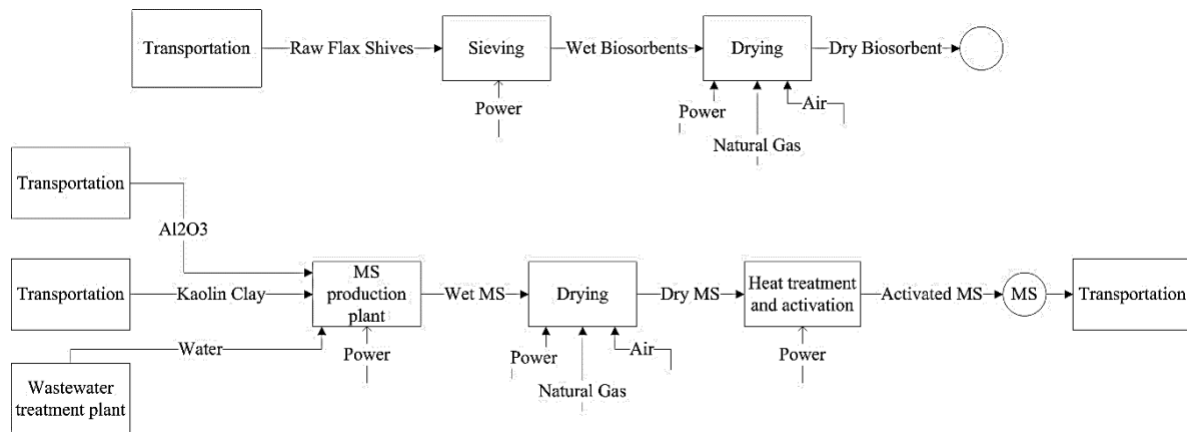 Transportation
Raw Flax Shives
Sieving
Wet Biosorbents
Drying
Dry Biosorbent
Power
Power
Air
Natural Gas
Transportation
Al2O3
Transportation
Kaolin Clay
MS
production
plant
Wet MS
Drying
Dry MS
Heat treatment
and activation
Activated MS
MS
Transportation
Water
Power
Power
Air
Power
Natural Gas
Wastewater
treatment plant